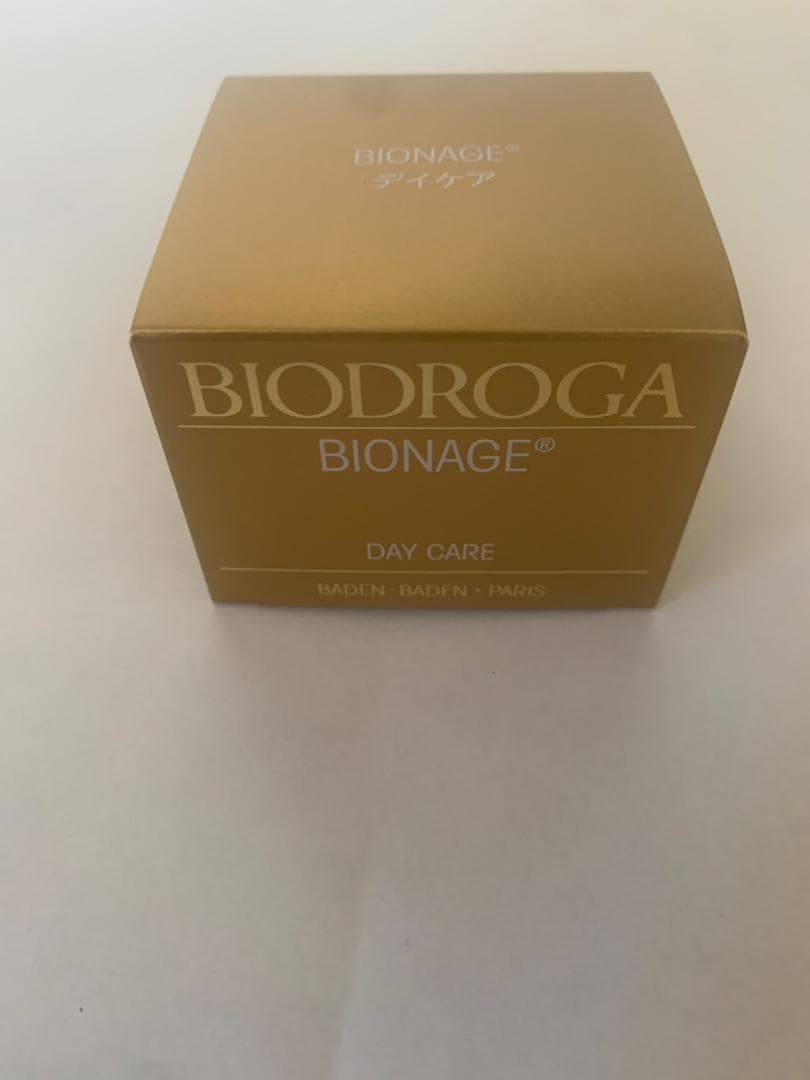 BIONAGE®
デイケア
BIODROGA
BIONAGE®
DAY CARE
BADEN-BADEN • PARIS